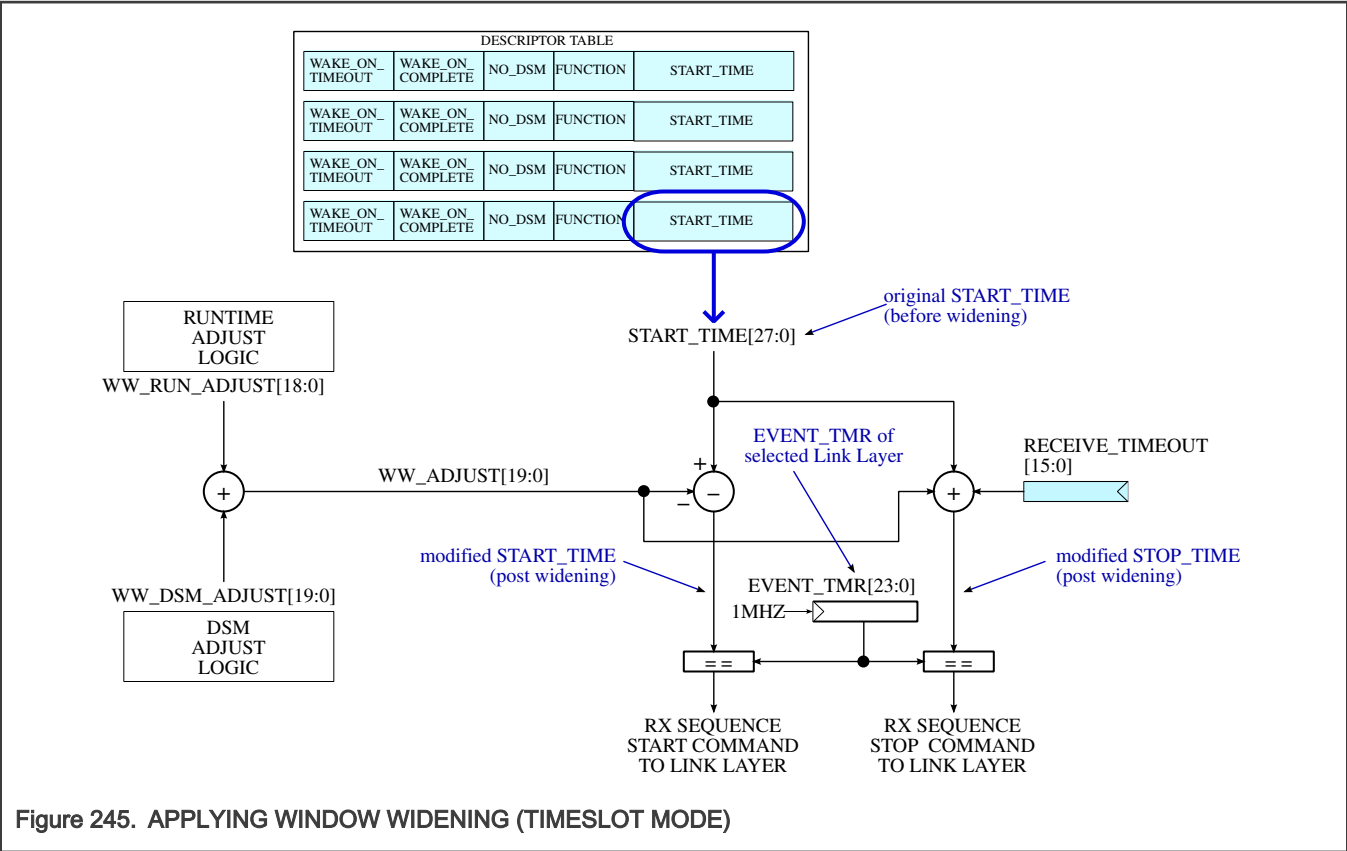 DESCRIPTOR TABLE
WAKE_ON_
TIMEOUT
WAKE_ON_
COMPLETE
NO_DSM
FUNCTION
START_TIME
WAKE_ON_
TIMEOUT
WAKE_ON_
COMPLETE
NO_DSM
FUNCTION
START_TIME
WAKE_ON_
TIMEOUT
WAKE_ON_
COMPLETE
NO_DSM
FUNCTION
START_TIME
WAKE_ON_
TIMEOUT
WAKE_ON_
COMPLETE
NO_DSM
FUNCTION
START_TIME
original START_TIME
(before widening)
START_TIME[27:0]
RUNTIME
ADJUST
LOGIC
WW_RUN_ADJUST[18:0]
EVENT_TMR of
selected Link Layer
RECEIVE_TIMEOUT
[15:0]
+
WW_ADJUST[19:0]
+
−
−
+
modified START_TIME
(post widening)
modified STOP_TIME
(post widening)
WW_DSM_ADJUST[19:0]
DSM
ADJUST
LOGIC
EVENT_TMR[23:0]
1MHZ
= =
= =
RX SEQUENCE
START COMMAND
TO LINK LAYER
RX SEQUENCE
STOP COMMAND
TO LINK LAYER
Figure 245. APPLYING WINDOW WIDENING (TIMESLOT MODE)